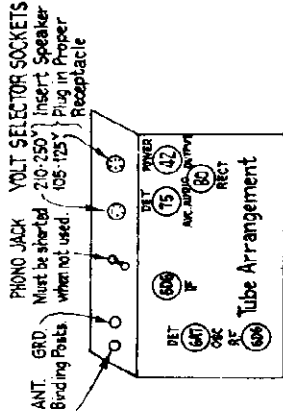 PHONO JACK
Must be shorted
when not used.
VOLT SELECTOR SOCKETS
210-250V
105-125V
Insert Speaker
Plug in Proper
Receptacle
ANT. GRD.
Binding Posts.
DET
6A7
OSC
RF
6D6
6D6
IF
DET
75
AVC. AUDIO
POWER
42
OUTPUT
80
RECT
Tube Arrangement